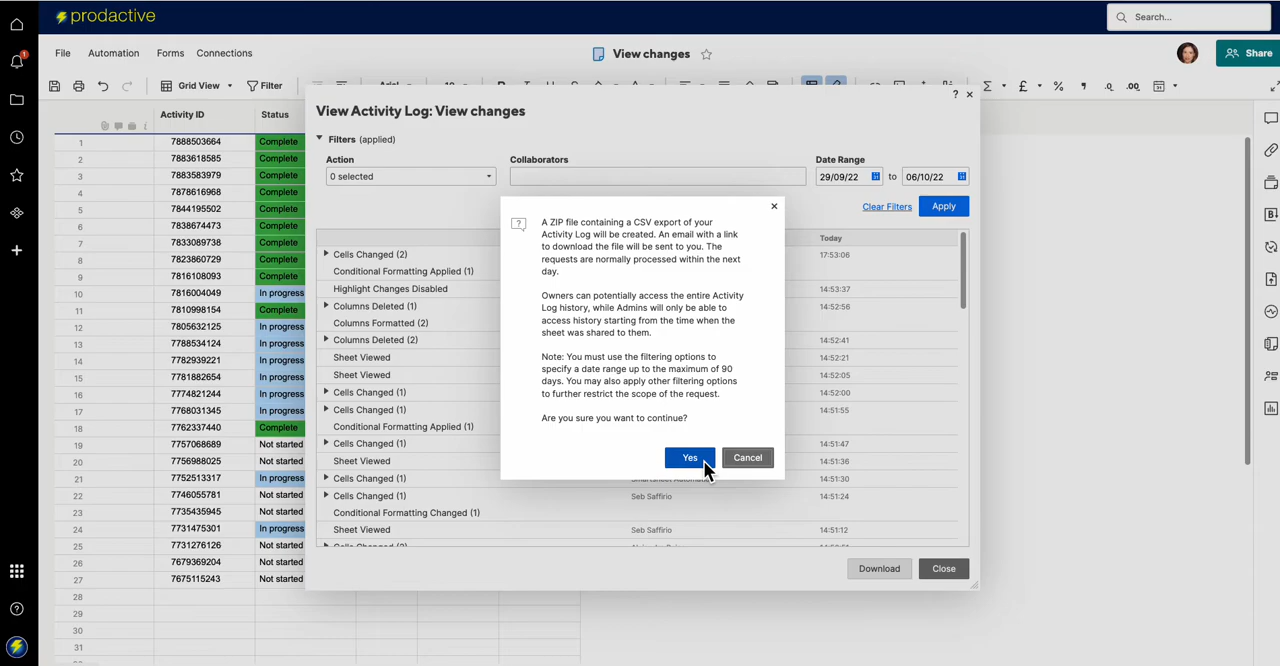 prodactive
Search...
File Automation Forms Connections
View changes
Share
1
Grid View Filter
Activity ID Status
1 7888503664 Complete
2 7883618585 Complete
3 7883583979 Complete
4 7878616968 Complete
5 7844195502 Complete
6 7838674473 Complete
7 7833089738 Complete
8 7823860729 Complete
9 7816108093 Complete
10 7816004049 In progress
11 7810998154 Complete
12 7805632125 In progress
13 7788534124 In progress
14 7782939221 In progress
15 7781882654 In progress
16 7774821244 In progress
17 7768031345 In progress
18 7762337440 Complete
19 7757068689 Not started
20 7756988025 Not started
21 7752513317 In progress
22 7746055781 Not started
23 7735435945 Not started
24 7731475301 In progress
25 7731276126 Not started
26 7679369204 Not started
27 7675115243 Not started
28
29
30
31
View Activity Log: View changes
Filters (applied)
Action Collaborators Date Range
0 selected 29/09/22 to 06/10/22
Clear Filters Apply
Today
Cells Changed (2) 17:53:06
Conditional Formatting Applied (1)
Highlight Changes Disabled 14:53:37
Columns Deleted (1) 14:52:56
Columns Formatted (2)
Columns Deleted (2) 14:52:41
Sheet Viewed 14:52:21
Sheet Viewed 14:52:05
Cells Changed (1) 14:52:00
Cells Changed (1) 14:51:55
Conditional Formatting Applied (1)
Cells Changed (1) 14:51:47
Sheet Viewed 14:51:36
Cells Changed (1) 14:51:30
Cells Changed (1) Seb Saffirio 14:51:24
Conditional Formatting Changed (1)
Sheet Viewed Seb Saffirio 14:51:12
Download Close
A ZIP file containing a CSV export of your
Activity Log will be created. An email with a link
to download the file will be sent to you. The
requests are normally processed within the next
day.
Owners can potentially access the entire Activity
Log history, while Admins will only be able to
access history starting from the time when the
sheet was shared to them.
Note: You must use the filtering options to
specify a date range up to the maximum of 90
days. You may also apply other filtering options
to further restrict the scope of the request.
Are you sure you want to continue?
Yes Cancel